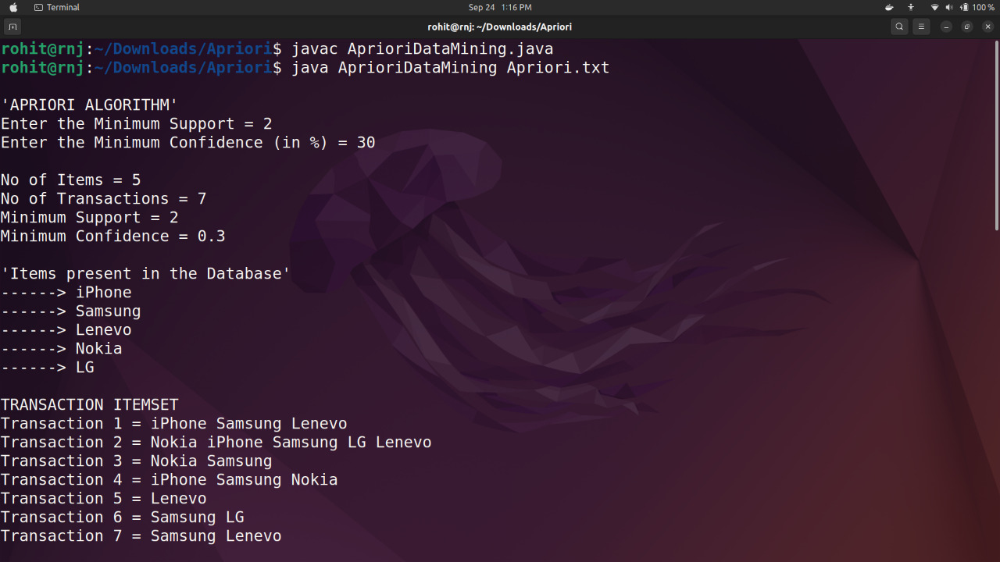 Terminal
Sep 24 1:16 PM
100 %
rohit@rnj: ~/Downloads/Apriori
rohit@rnj:~/Downloads/Apriori$ javac AprioriDataMining.java
rohit@rnj:~/Downloads/Apriori$ java AprioriDataMining Apriori.txt
'APRIORI ALGORITHM'
Enter the Minimum Support = 2
Enter the Minimum Confidence (in %) = 30
No of Items = 5
No of Transactions = 7
Minimum Support = 2
Minimum Confidence = 0.3
'Items present in the Database'
------> iPhone
------> Samsung
------> Lenevo
------> Nokia
------> LG
TRANSACTION ITEMSET
Transaction 1 = iPhone Samsung Lenevo
Transaction 2 = Nokia iPhone Samsung LG Lenevo
Transaction 3 = Nokia Samsung
Transaction 4 = iPhone Samsung Nokia
Transaction 5 = Lenevo
Transaction 6 = Samsung LG
Transaction 7 = Samsung Lenevo